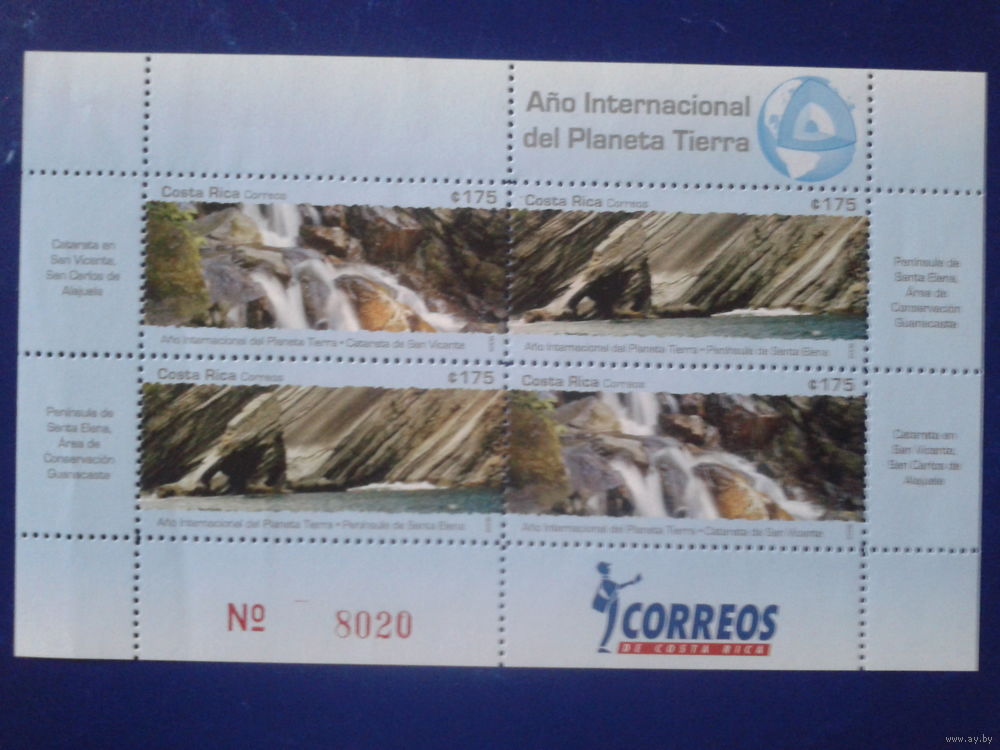 Año Internacional
del Planeta Tierra
Costa Rica Correos ¢175
Costa Rica Correos ¢175
Catarata en
San Vicente,
San Carlos de
Alajuela
Península de
Santa Elena,
Área de
Conservación
Guanacaste
Año Internacional del Planeta Tierra • Catarata de San Vicente
Año Internacional del Planeta Tierra • Península de Santa Elena
Costa Rica Correos ¢175
Costa Rica Correos ¢175
Península de
Santa Elena,
Área de
Conservación
Guanacaste
Catarata en
San Vicente,
San Carlos de
Alajuela
Año Internacional del Planeta Tierra • Península de Santa Elena
Año Internacional del Planeta Tierra • Catarata de San Vicente
Nº 8020
CORREOS
DE COSTA RICA
www.ay.by